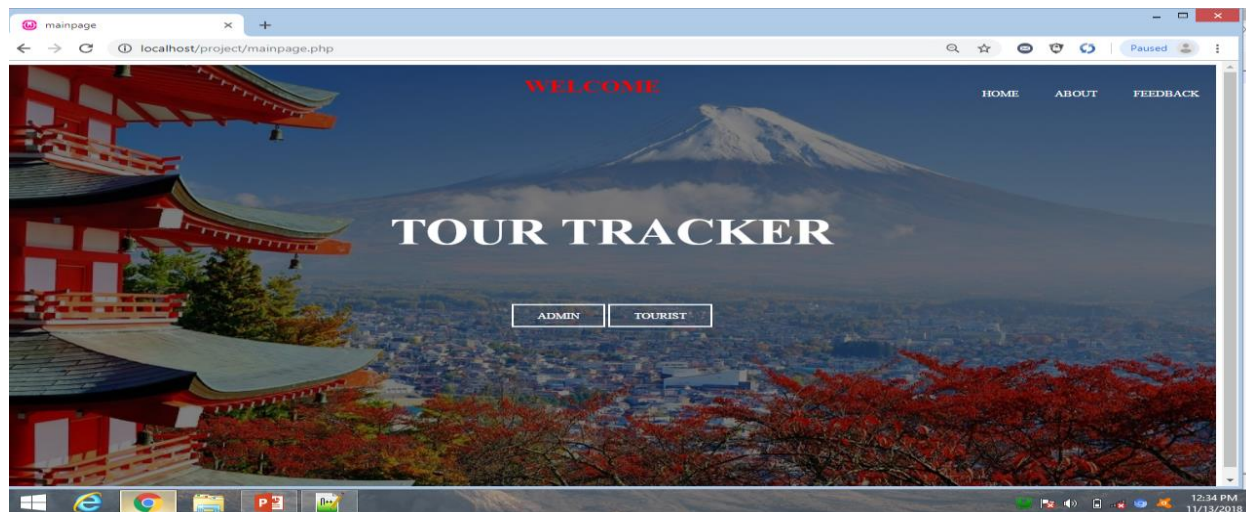 mainpage
localhost/project/mainpage.php
Paused
WELCOME
HOME ABOUT FEEDBACK
TOUR TRACKER
ADMIN TOURIST
12:34 PM
11/13/2018